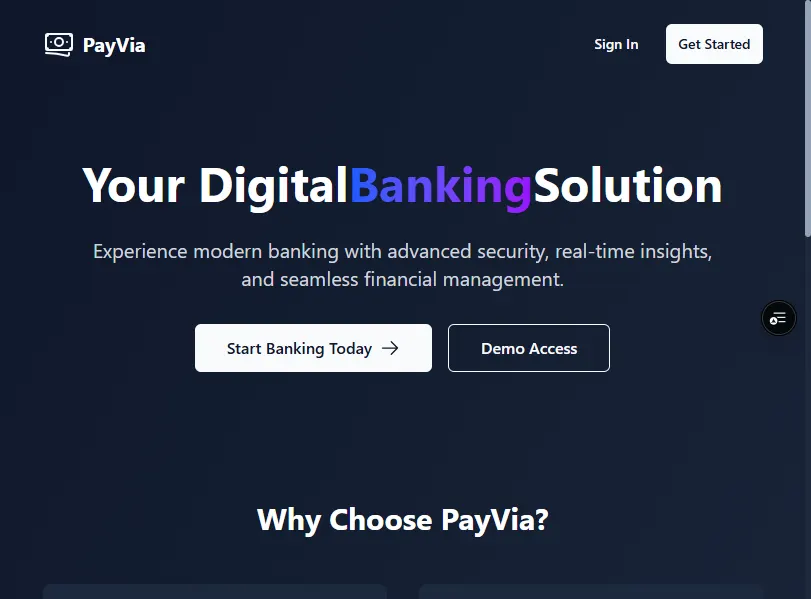 PayVia
Sign In
Get Started
Your DigitalBankingSolution
Experience modern banking with advanced security, real-time insights,
and seamless financial management.
Start Banking Today
Demo Access
Why Choose PayVia?